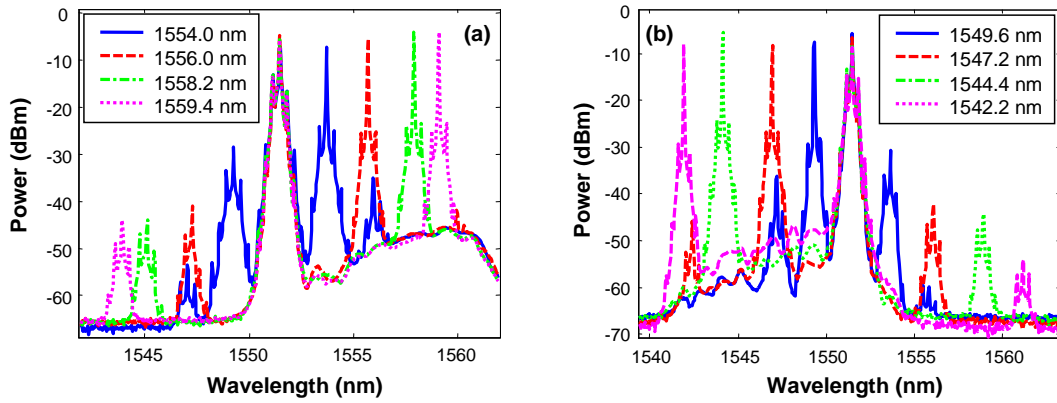 (a)
1554.0 nm
1556.0 nm
1558.2 nm
1559.4 nm
Power (dBm)
0
-10
-20
-30
-40
-50
-60
1545
1550
1555
1560
Wavelength (nm)
(b)
1549.6 nm
1547.2 nm
1544.4 nm
1542.2 nm
Power (dBm)
0
-10
-20
-30
-40
-50
-60
-70
1540
1545
1550
1555
1560
Wavelength (nm)